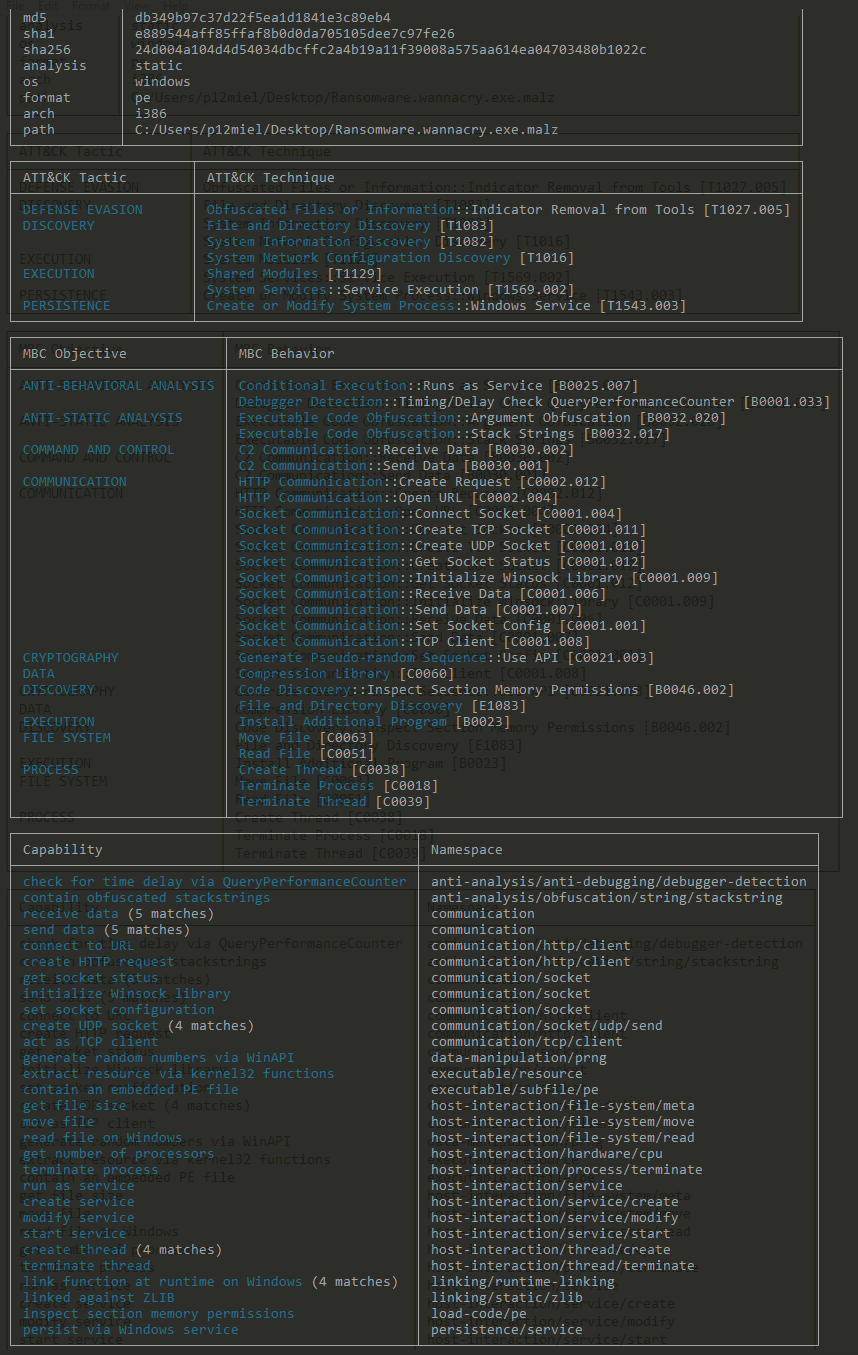 md5 db349b97c37d22f5ea1d1841e3c89eb4
sha1 e889544aff85ffaf8b0d0da705105dee7c97fe26
sha256 24d004a104d4d54034dbcffc2a4b19a11f39008a575aa614ea04703480b1022c
analysis static
os windows
format pe
arch i386
path C:/Users/p12miel/Desktop/Ransomware.wannacry.exe.malz
ATT&CK Tactic ATT&CK Technique
DEFENSE EVASION Obfuscated Files or Information::Indicator Removal from Tools [T1027.005]
DISCOVERY File and Directory Discovery [T1083]
System Information Discovery [T1082]
System Network Configuration Discovery [T1016]
EXECUTION Shared Modules [T1129]
System Services::Service Execution [T1569.002]
PERSISTENCE Create or Modify System Process::Windows Service [T1543.003]
MBC Objective MBC Behavior
ANTI-BEHAVIORAL ANALYSIS Conditional Execution::Runs as Service [B0025.007]
Debugger Detection::Timing/Delay Check QueryPerformanceCounter [B0001.033]
ANTI-STATIC ANALYSIS Executable Code Obfuscation::Argument Obfuscation [B0032.020]
Executable Code Obfuscation::Stack Strings [B0032.017]
COMMAND AND CONTROL C2 Communication::Receive Data [B0030.002]
C2 Communication::Send Data [B0030.001]
COMMUNICATION HTTP Communication::Create Request [C0002.012]
HTTP Communication::Open URL [C0002.004]
Socket Communication::Connect Socket [C0001.004]
Socket Communication::Create TCP Socket [C0001.011]
Socket Communication::Create UDP Socket [C0001.010]
Socket Communication::Get Socket Status [C0001.012]
Socket Communication::Initialize Winsock Library [C0001.009]
Socket Communication::Receive Data [C0001.006]
Socket Communication::Send Data [C0001.007]
Socket Communication::Set Socket Config [C0001.001]
Socket Communication::TCP Client [C0001.008]
CRYPTOGRAPHY Generate Pseudo-random Sequence::Use API [C0021.003]
DATA Compression Library [C0060]
DISCOVERY Code Discovery::Inspect Section Memory Permissions [B0046.002]
File and Directory Discovery [E1083]
EXECUTION Install Additional Program [B0023]
FILE SYSTEM Move File [C0063]
Read File [C0051]
PROCESS Create Thread [C0038]
Terminate Process [C0018]
Terminate Thread [C0039]
Capability Namespace
check for time delay via QueryPerformanceCounter anti-analysis/anti-debugging/debugger-detection
contain obfuscated stackstrings anti-analysis/obfuscation/string/stackstring
receive data (5 matches) communication
send data (5 matches) communication
connect to URL communication/http/client
create HTTP request communication/http/client
get socket status communication/socket
initialize Winsock library communication/socket
set socket configuration communication/socket
create UDP socket (4 matches) communication/socket/udp/send
act as TCP client communication/tcp/client
generate random numbers via WinAPI data-manipulation/prng
extract resource via kernel32 functions executable/resource
contain an embedded PE file executable/subfile/pe
get file size host-interaction/file-system/meta
move file host-interaction/file-system/move
read file on Windows host-interaction/file-system/read
get number of processors host-interaction/hardware/cpu
terminate process host-interaction/process/terminate
run as service host-interaction/service
create service host-interaction/service/create
modify service host-interaction/service/modify
start service host-interaction/service/start
create thread (4 matches) host-interaction/thread/create
terminate thread host-interaction/thread/terminate
link function at runtime on Windows (4 matches) linking/runtime-linking
linked against ZLIB linking/static/zlib
inspect section memory permissions load-code/pe
persist via Windows service persistence/service